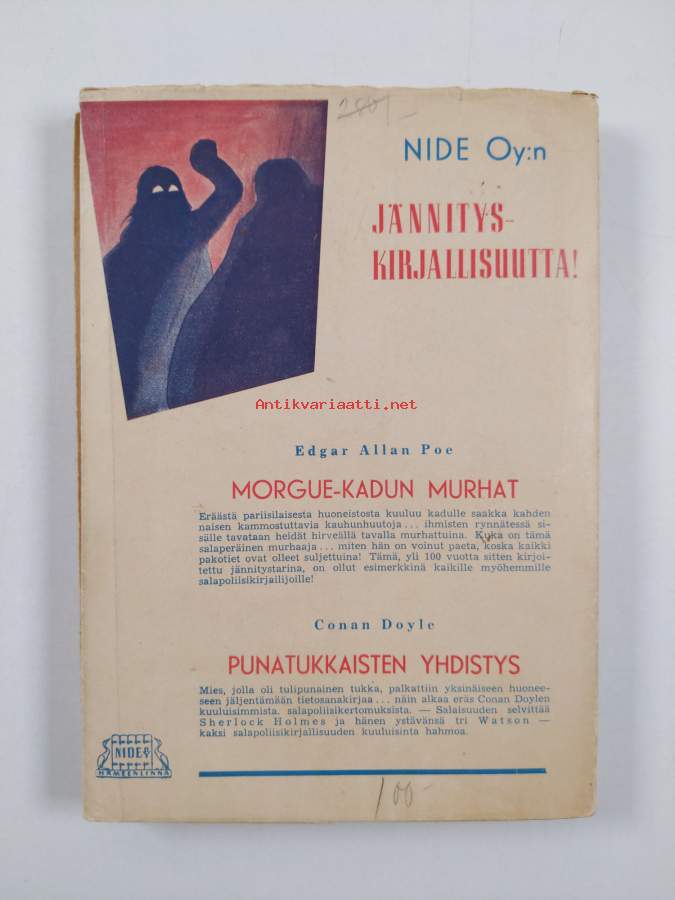 280,-
NIDE Oy:n
JÄNNITYS-
KIRJALLISUUTTA!
Antikvariaatti.net
Edgar Allan Poe
MORGUE-KADUN MURHAT
Eräästä pariisilaisesta huoneistosta kuuluu kadulle saakka kahden
naisen kammostuttavia kauhunhuutoja... ihmisten rynnätessä si-
sälle tavataan heidät hirveällä tavalla murhattuina. Kuka on tämä
salaperäinen murhaaja... miten hän on voinut paeta, koska kaikki
pakotiet ovat olleet suljettuina! Tämä, yli 100 vuotta sitten kirjoi-
tettu jännitystarina, on ollut esimerkkinä kaikille myöhemmille
salapoliisikirjailijoille!
Conan Doyle
PUNATUKKAISTEN YHDISTYS
Mies, jolla oli tulipunainen tukka, palkattiin yksinäiseen huonee-
seen jäljentämään tietosanakirjaa... näin alkaa eräs Conan Doylen
kuuluisimmista. salapoliisikertomuksista. — Salaisuuden selvittää
Sherlock Holmes ja hänen ystävänsä tri Watson —
kaksi salapoliisikirjallisuuden kuuluisinta hahmoa.
NIDE
HÄMEENLINNA
100-